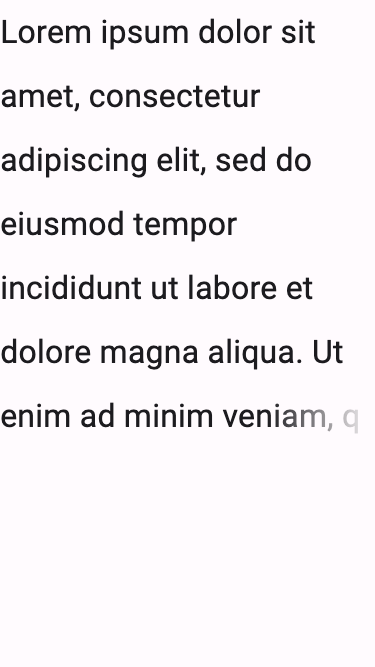 Lorem ipsum dolor sit
amet, consectetur
adipiscing elit, sed do
eiusmod tempor
incididunt ut labore et
dolore magna aliqua. Ut
enim ad minim veniam, q